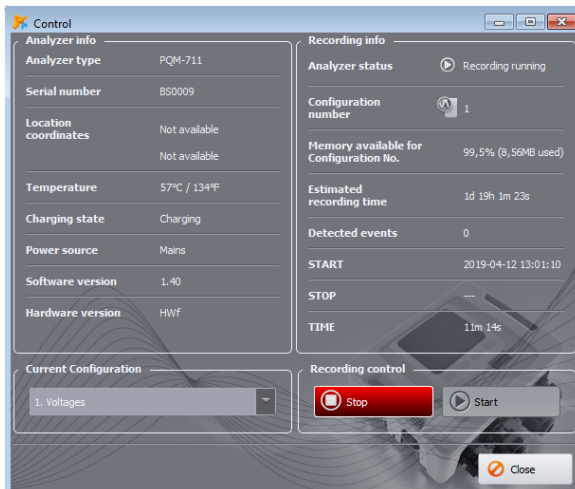 Control
Analyzer info
Analyzer type PQM-711
Serial number BS0009
Location
coordinates
Not available
Not available
Temperature 57ºC / 134ºF
Charging state Charging
Power source Mains
Software version 1.40
Hardware version HWf
Recording info
Analyzer status Recording running
Configuration
number
1
Memory available for
Configuration No.
99,5% (8,56MB used)
Estimated
recording time
1d 19h 1m 23s
Detected events 0
START 2019-04-12 13:01:10
STOP ---
TIME 11m 14s
Current Configuration
1. Voltages
Recording control
Stop
Start
Close